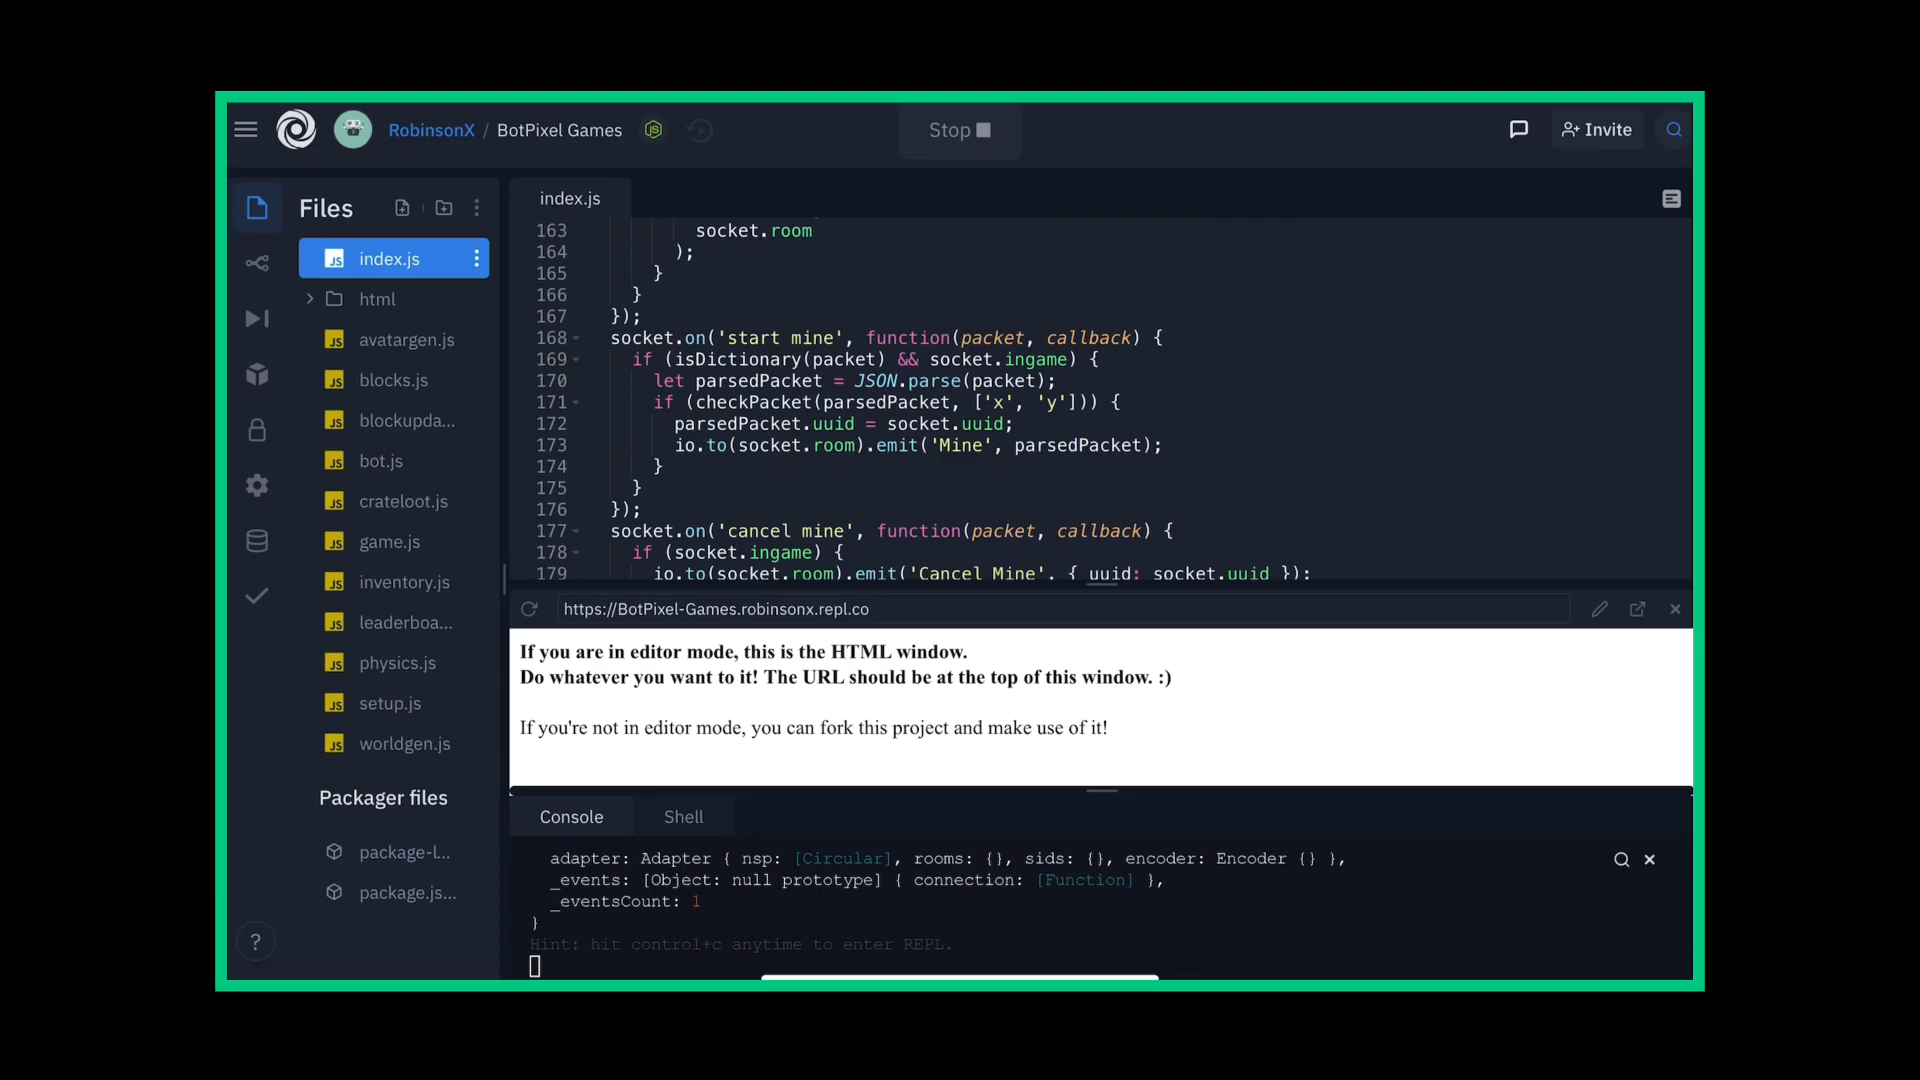 RobinsonX / BotPixel Games
Stop
Invite
Files
index.js
html
avatargen.js
blocks.js
blockupda...
bot.js
crateloot.js
game.js
inventory.js
leaderboa...
physics.js
setup.js
worldgen.js
Packager files
package-l...
package.js...
?
index.js
163 socket.room
164 );
165 }
166 }
167 });
168 socket.on('start mine', function(packet, callback) {
169 if (isDictionary(packet) && socket.ingame) {
170 let parsedPacket = JSON.parse(packet);
171 if (checkPacket(parsedPacket, ['x', 'y'])) {
172 parsedPacket.uuid = socket.uuid;
173 io.to(socket.room).emit('Mine', parsedPacket);
174 }
175 }
176 });
177 socket.on('cancel mine', function(packet, callback) {
178 if (socket.ingame) {
179 io.to(socket.room).emit('Cancel Mine', { uuid: socket.uuid });
https://BotPixel-Games.robinsonx.repl.co
If you are in editor mode, this is the HTML window.
Do whatever you want to it! The URL should be at the top of this window. :)
If you're not in editor mode, you can fork this project and make use of it!
Console
Shell
adapter: Adapter { nsp: [Circular], rooms: {}, sids: {}, encoder: Encoder {} },
_events: [Object: null prototype] { connection: [Function] },
_eventsCount: 1
}
Hint: hit control+c anytime to enter REPL.